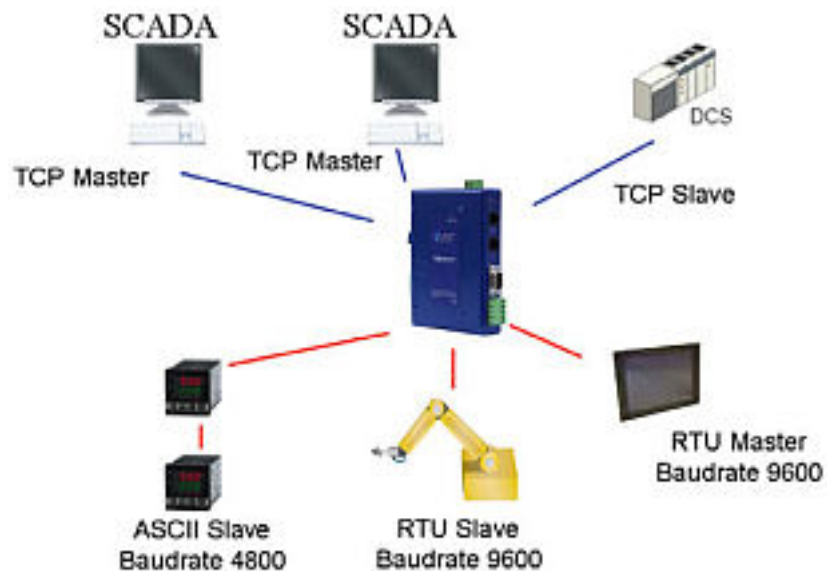 SCADA
SCADA
DCS
TCP Master
TCP Master
TCP Slave
RTU Master
Baudrate 9600
ASCII Slave
Baudrate 4800
RTU Slave
Baudrate 9600